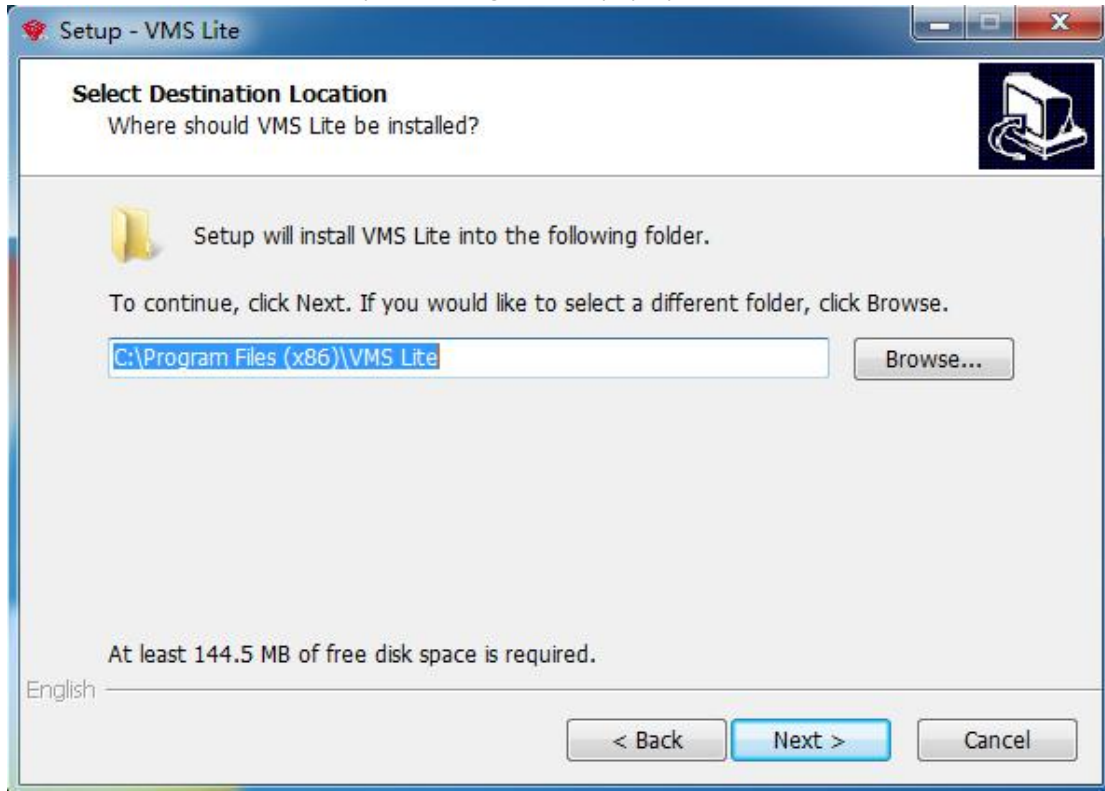 Setup - VMS Lite
Select Destination Location
Where should VMS Lite be installed?
Setup will install VMS Lite into the following folder.
To continue, click Next. If you would like to select a different folder, click Browse.
C:\Program Files (x86)\VMS Lite
Browse...
At least 144.5 MB of free disk space is required.
English
< Back
Next >
Cancel